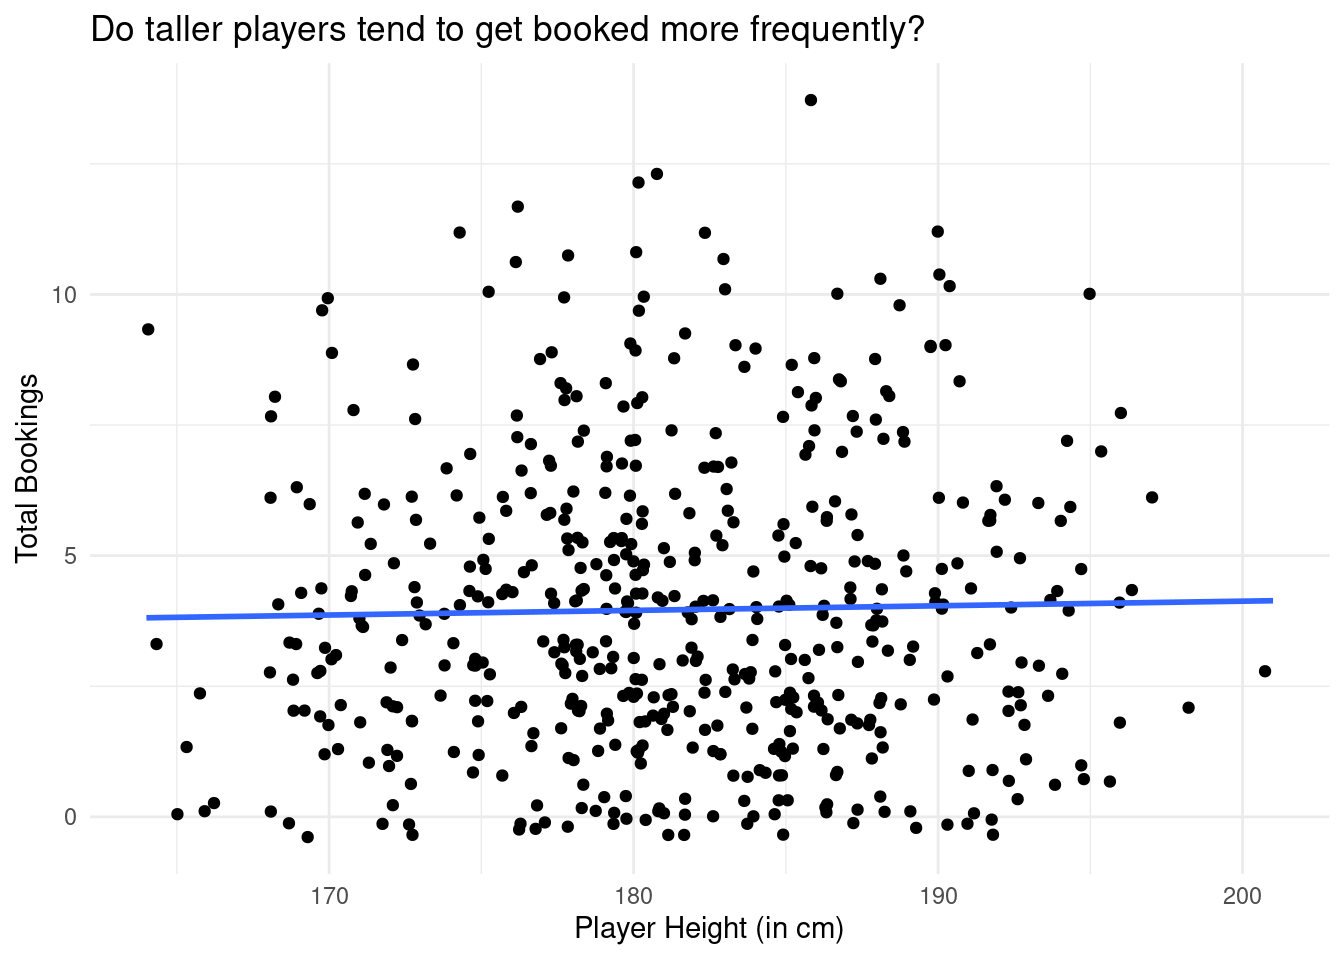 Do taller players tend to get booked more frequently?
Total Bookings
10
5
0
170
180
190
200
Player Height (in cm)